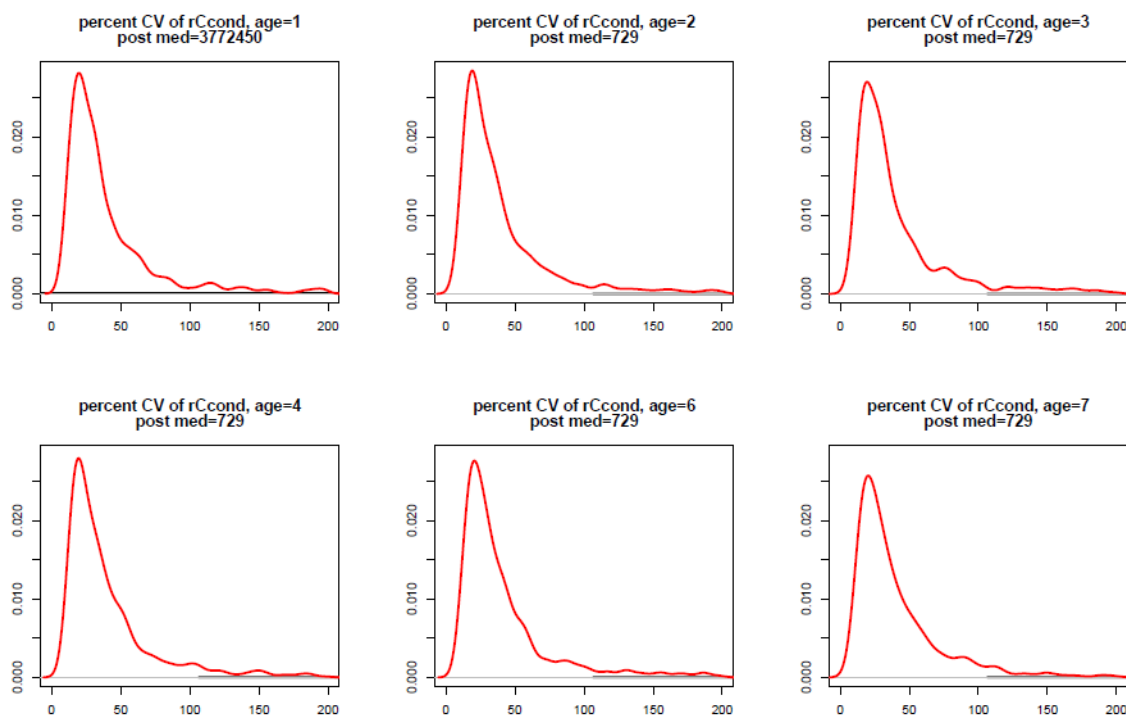 percent CV of rCcond, age=1
post med=3772450
percent CV of rCcond, age=2
post med=729
percent CV of rCcond, age=3
post med=729
0.000 0.010 0.020
0 50 100 150 200
0.000 0.010 0.020
0 50 100 150 200
0.000 0.010 0.020
0 50 100 150 200
percent CV of rCcond, age=4
post med=729
percent CV of rCcond, age=6
post med=729
percent CV of rCcond, age=7
post med=729
0.000 0.010 0.020
0 50 100 150 200
0.000 0.010 0.020
0 50 100 150 200
0.000 0.010 0.020
0 50 100 150 200